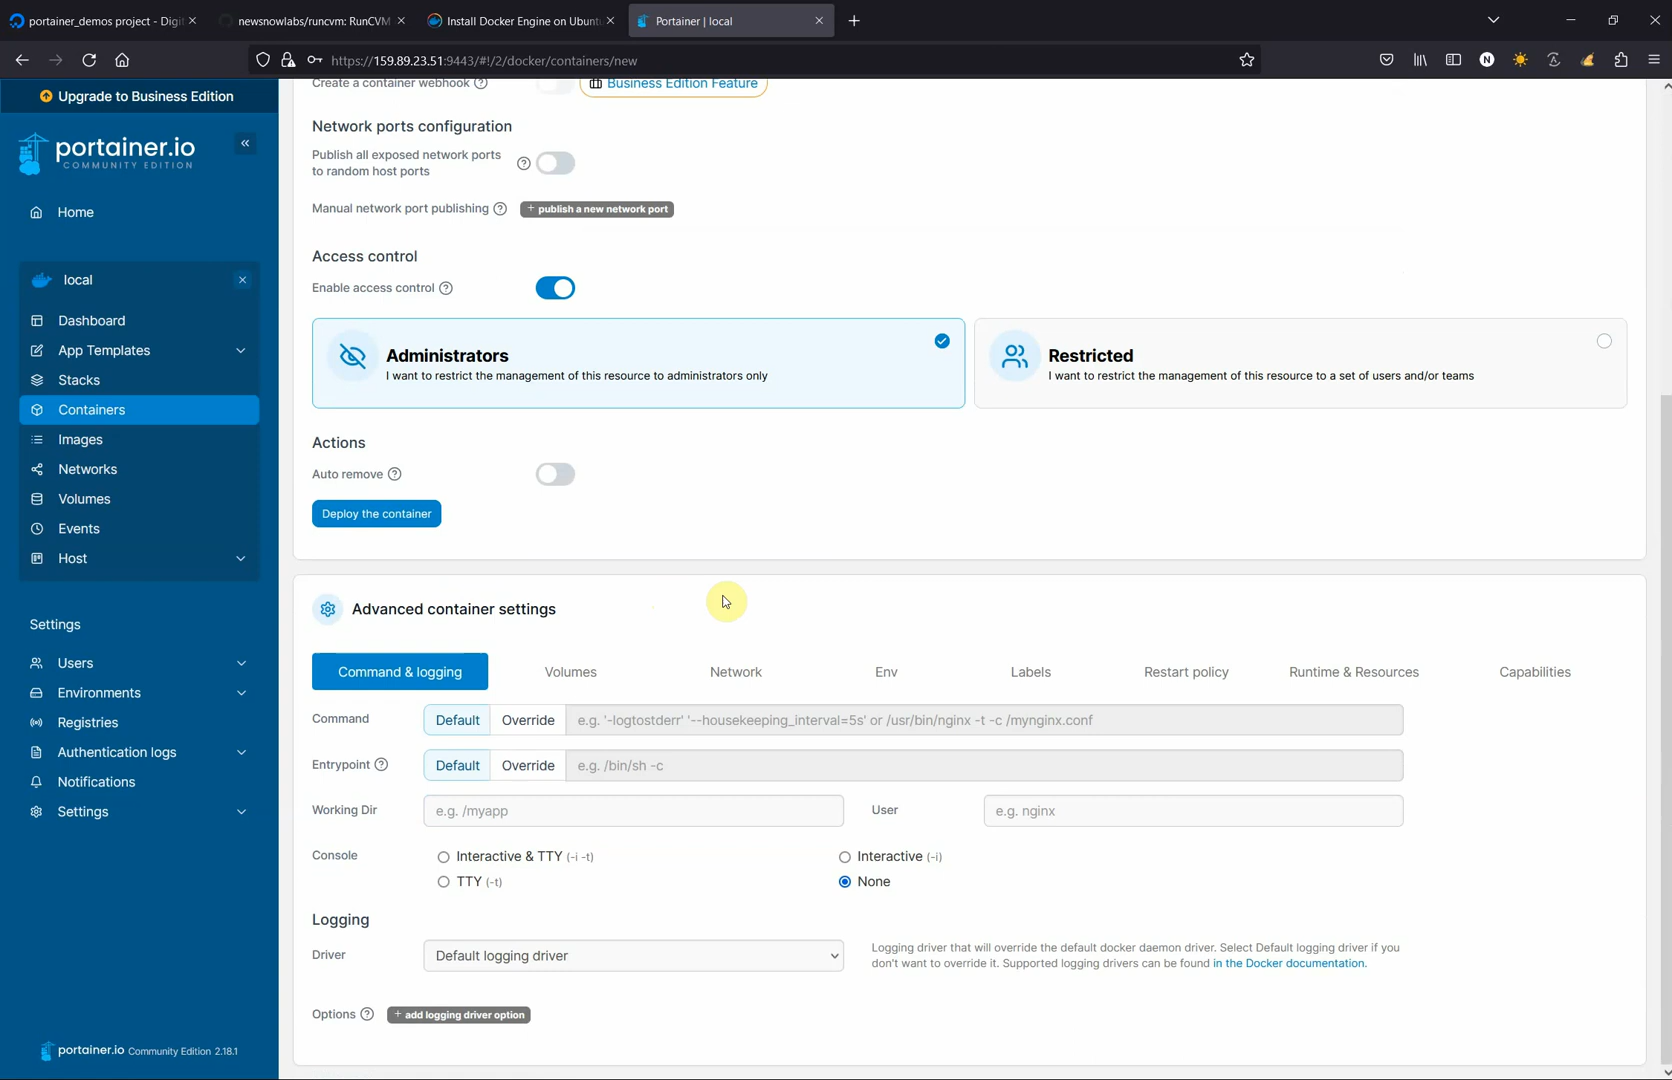 portainer_demos project - Digit
newsnowlabs/runcvm: RunCVM
Install Docker Engine on Ubuntu
Portainer | local
https://159.89.23.51:9443/#!/2/docker/containers/new
Upgrade to Business Edition
portainer.io
COMMUNITY EDITION
Home
local
Dashboard
App Templates
Stacks
Containers
Images
Networks
Volumes
Events
Host
Settings
Users
Environments
Registries
Authentication logs
Notifications
Settings
portainer.io Community Edition 2.18.1
Create a container webhook
Business Edition Feature
Network ports configuration
Publish all exposed network ports
to random host ports
Manual network port publishing
+ publish a new network port
Access control
Enable access control
Administrators
I want to restrict the management of this resource to administrators only
Restricted
I want to restrict the management of this resource to a set of users and/or teams
Actions
Auto remove
Deploy the container
Advanced container settings
Command & logging
Volumes
Network
Env
Labels
Restart policy
Runtime & Resources
Capabilities
Command
Default
Override
e.g. '-logtostderr' '--housekeeping_interval=5s' or /usr/bin/nginx -t -c /mynginx.conf
Entrypoint
Default
Override
e.g. /bin/sh -c
Working Dir
e.g. /myapp
User
e.g. nginx
Console
Interactive & TTY (-i -t)
Interactive (-i)
TTY (-t)
None
Logging
Driver
Default logging driver
Logging driver that will override the default docker daemon driver. Select Default logging driver if you
don't want to override it. Supported logging drivers can be found in the Docker documentation.
Options
+ add logging driver option